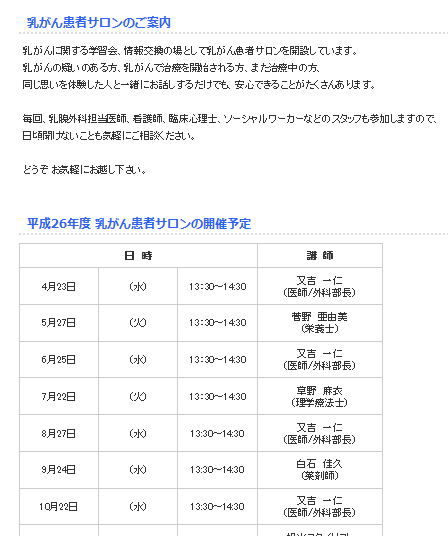 乳がん患者サロンのご案内
乳がんに関する学習会、情報交換の場として乳がん患者サロンを開設しています。
乳がんの疑いのある方、乳がんで治療を開始される方、また治療中の方、
同じ思いを体験した人と一緒にお話しするだけでも、安心できることがたくさんあります。
毎回、乳腺外科担当医師、看護師、臨床心理士、ソーシャルワーカーなどのスタッフも参加しますので、
日頃聞けないことも気軽にご相談ください。
どうぞ お気軽にお越し下さい。
平成26年度 乳がん患者サロンの開催予定
日 時 講 師
4月23日 (水) 13:30~14:30 又吉 一仁
(医師/外科部長)
5月27日 (火) 13:30~14:30 菅野 亜由美
(栄養士)
6月25日 (水) 13:30~14:30 又吉 一仁
(医師/外科部長)
7月22日 (火) 13:30~14:30 草野 麻衣
(理学療法士)
8月27日 (水) 13:30~14:30 又吉 一仁
(医師/外科部長)
9月24日 (水) 13:30~14:30 白石 佳久
(薬剤師)
10月22日 (水) 13:30~14:30 又吉 一仁
(医師/外科部長)